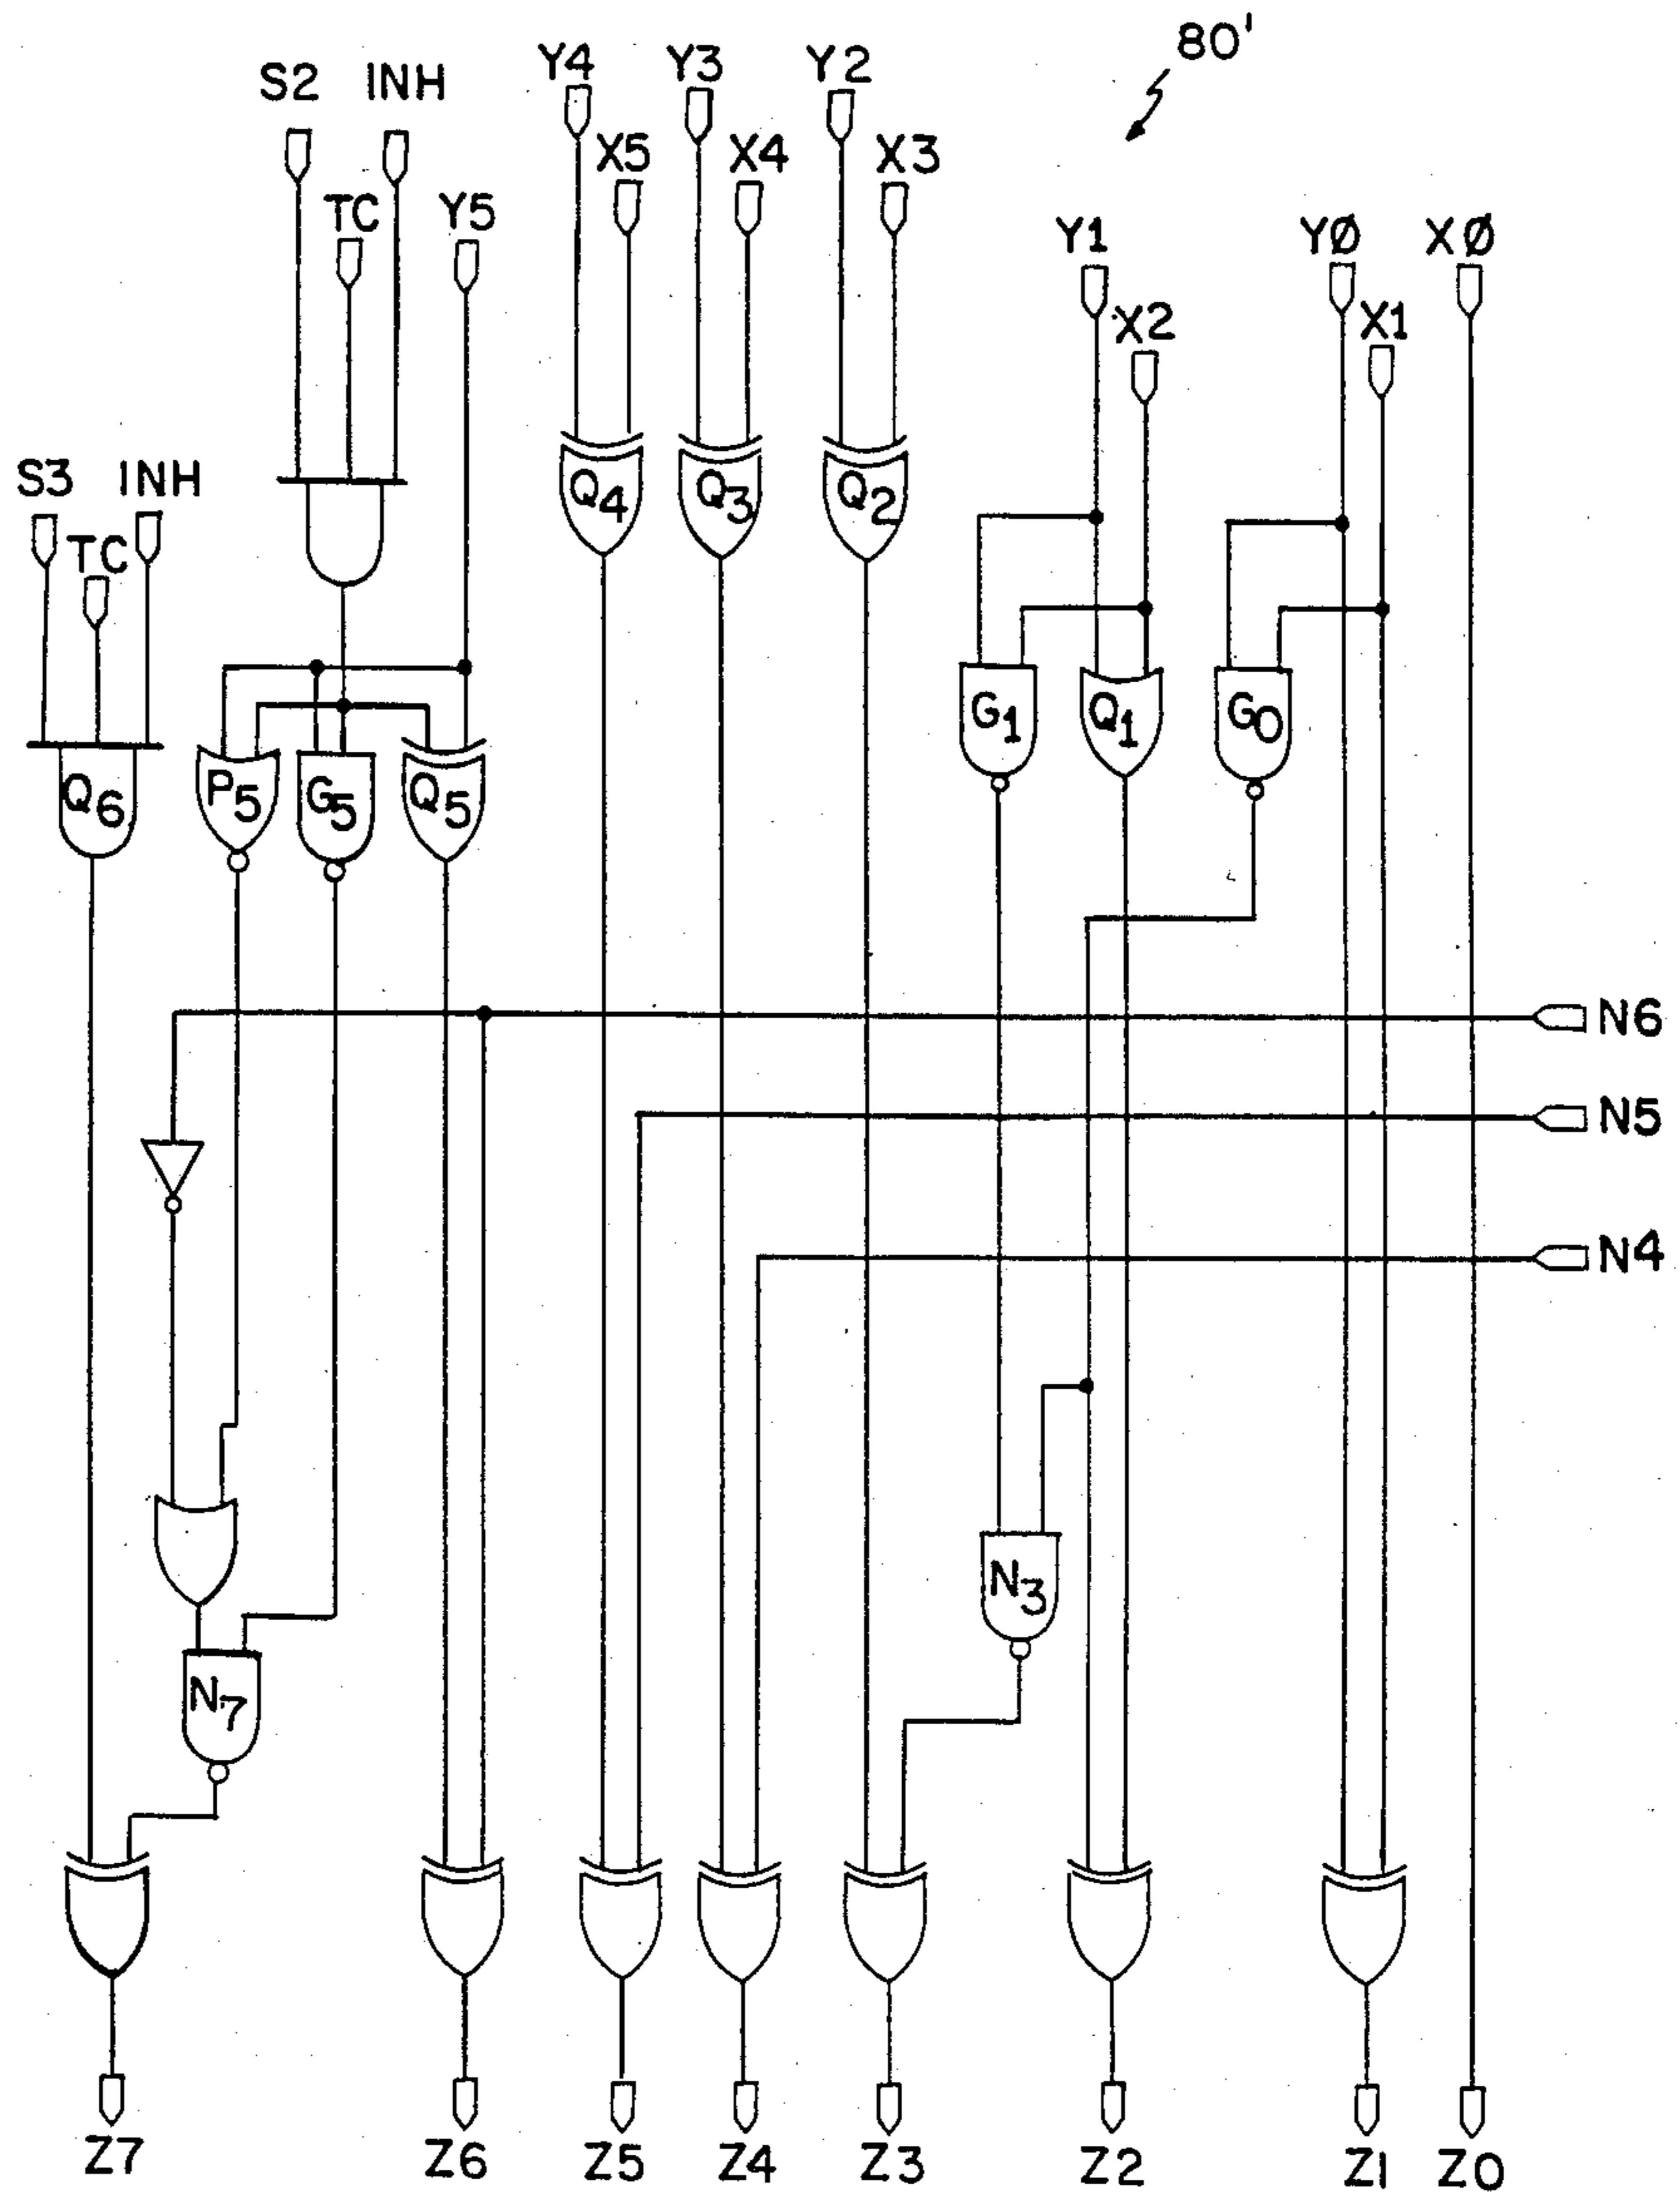 80'
Y4 Y3 Y2
S2 INH
X5 X4 X3
TC Y5
Y1 YØ XØ
X2 X1
S3 INH
Q4 Q3 Q2
TC
G1 Q1 G0
Q6 P5 G5 Q5
N6
N5
N4
N3
N7
Z7 Z6 Z5 Z4 Z3 Z2 Z1 Z0